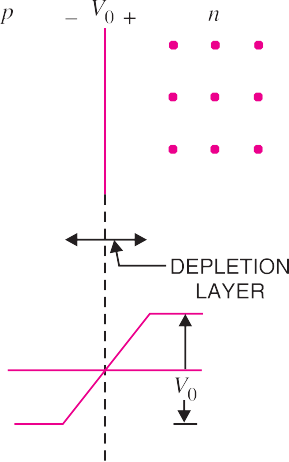 p – V0 + n
DEPLETION
LAYER
V0